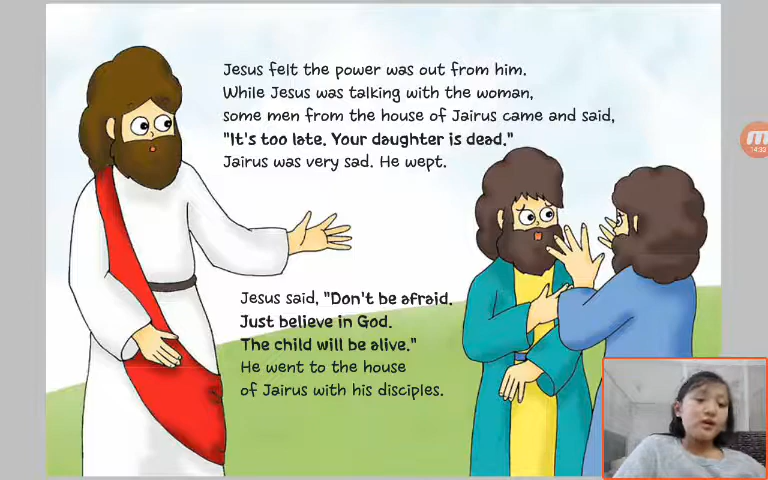 Jesus felt the power was out from him.
While Jesus was talking with the woman,
some men from the house of Jairus came and said,
"It's too late. Your daughter is dead."
Jairus was very sad. He wept.
Jesus said, "Don't be afraid.
Just believe in God.
The child will be alive."
He went to the house
of Jairus with his disciples.
14:33